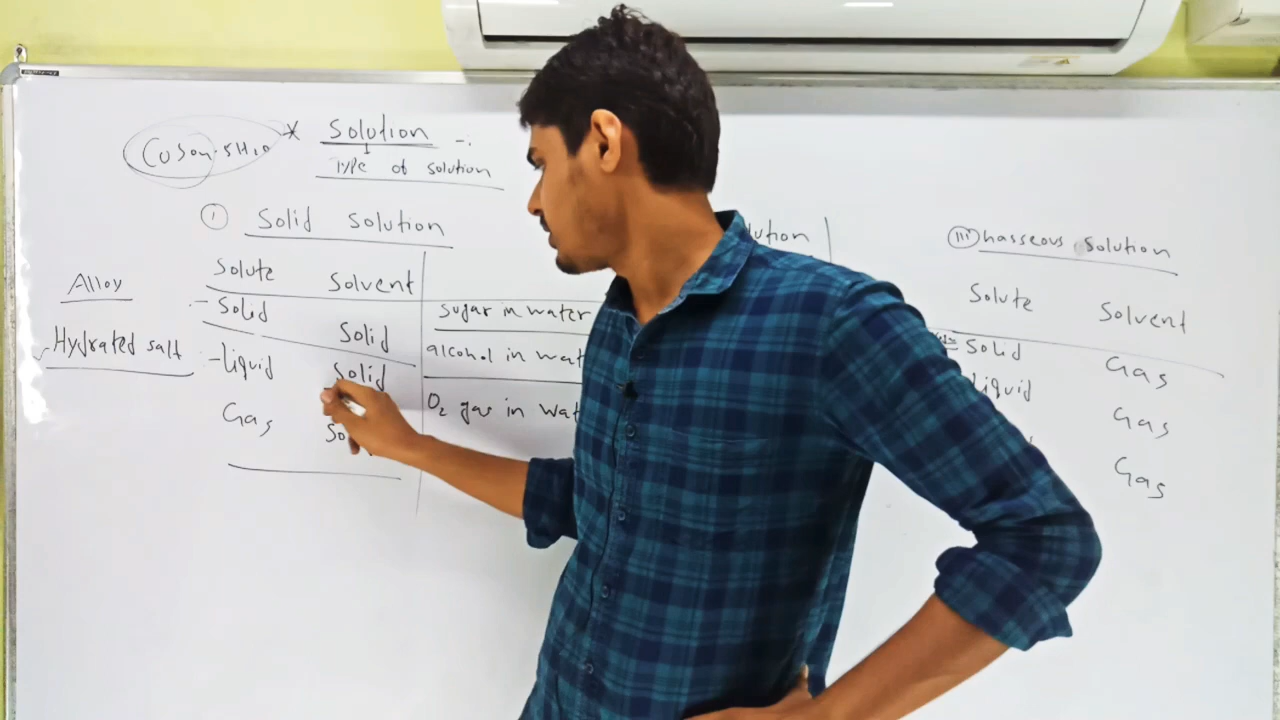 CuSO4.5H2O * Solution -:
Type of solution
(i) Solid solution
Solute Solvent
Alloy
- Solid Solid
Hydrated salt
- liquid Solid
Gas
sugar in water
alcohol in wat
O2 gas in wat
lution
(iii) hasseous solution
Solute Solvent
Solid Gas
liquid Gas
Gas